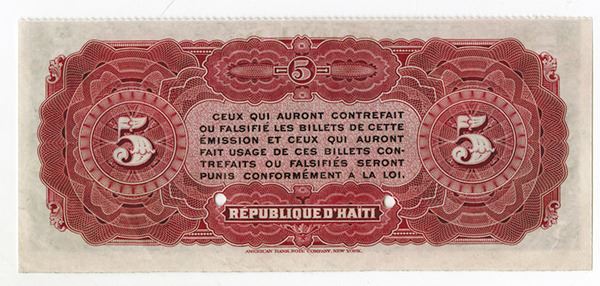 5
5
5
CEUX QUI AURONT CONTREFAIT
OU FALSIFIÉ LES BILLETS DE CETTE
ÉMISSION ET CEUX QUI AURONT
FAIT USAGE DE CES BILLETS CON-
TREFAITS OU FALSIFIÉS SERONT
PUNIS CONFORMÉMENT À LA LOI.
RÉPUBLIQUE D'HAÏTI
AMERICAN BANK NOTE COMPANY, NEW YORK.